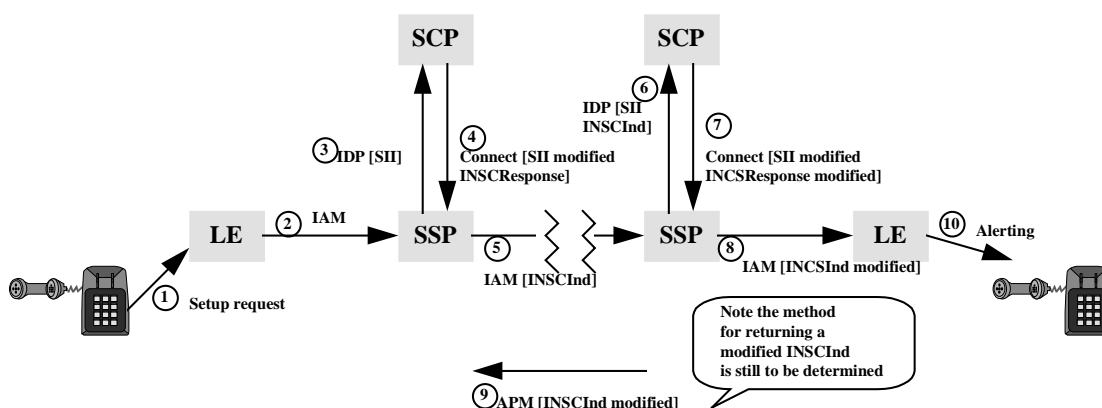 SCP
SCP
6
IDP [SII
INSCInd]
4
7
3
IDP [SII]
Connect [SII modified
INSCResponse]
Connect [SII modified
INCSResponse modified]
LE
2
IAM
SSP
5
IAM [INSCInd]
SSP
8
IAM [INCSInd modified]
LE
10
Alerting
1
Setup request
Note the method
for returning a
modified INSCInd
is still to be determined
9
APM [INSCInd modified]